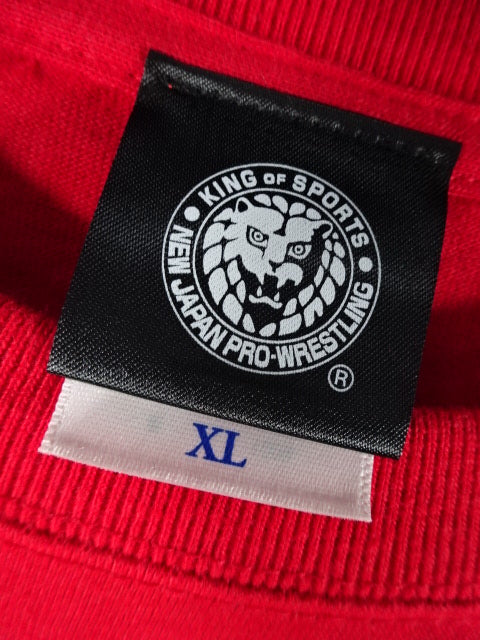 KING OF SPORTS
NEW JAPAN PRO-WRESTLING
®
XL